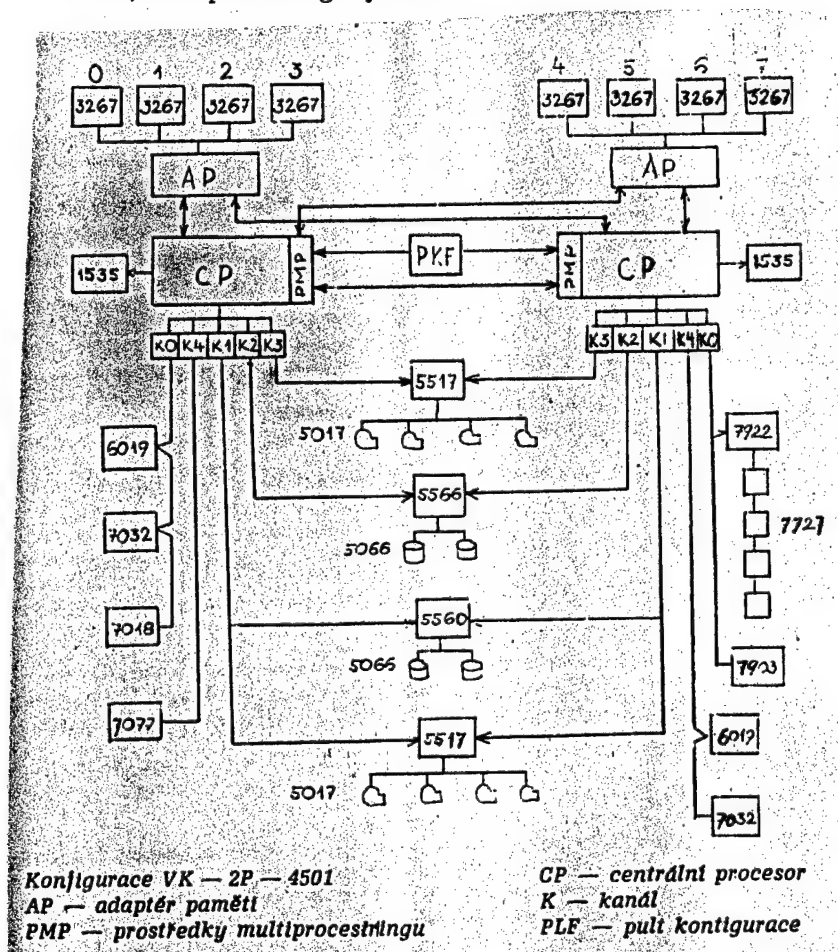 0 1 2 3 4 5 6 7
3267 3267 3267 3267 3267 3267 3267 3267
AP AP
1535 CP PMP PKF PMP CP 1535
K0 K4 K1 K2 K3 K3 K2 K1 K4 K0
5517
5017
6019 7922
5566
7032 7727
5066
5560
7018
5066 7923
7077
5517 6019
5017
7032
Konfigurace VK — 2P — 4501
AP — adaptér paměti
PMP — prostředky multiprocestringu
CP — centrální procesor
K — kanál
PLF — pult kontigurace